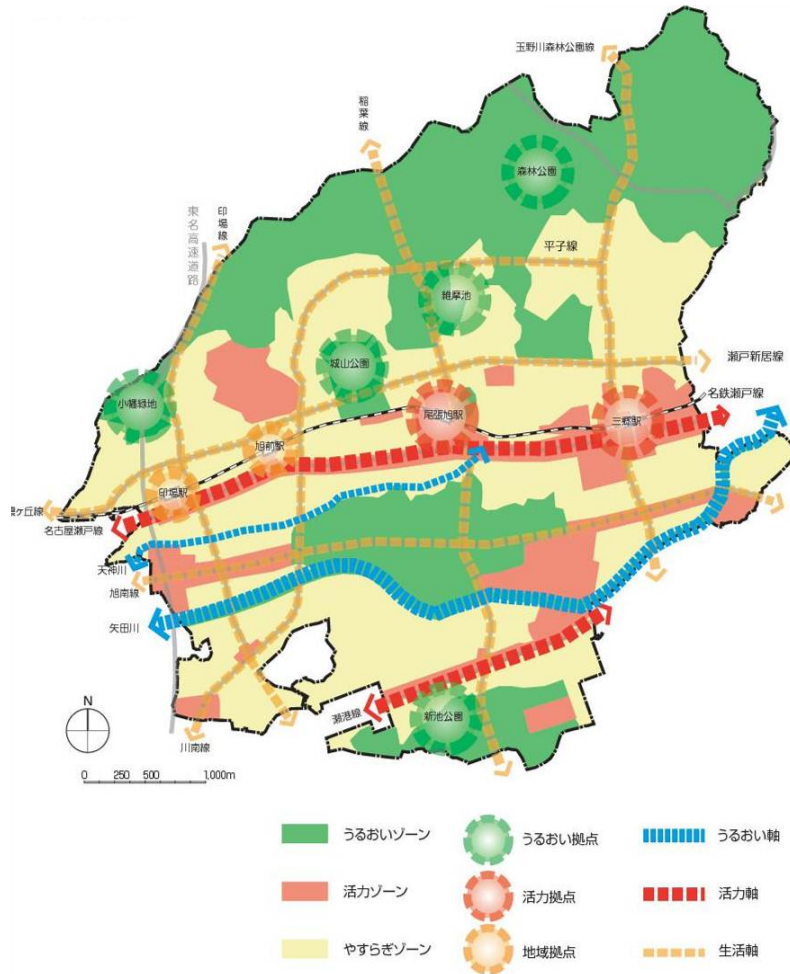 玉野川森林公園線
稲葉線
森林公園
東名高速道路
印場線
平子線
維摩池
城山公園
瀬戸新居線
小幡緑地
尾張旭駅
三郷駅
名鉄瀬戸線
旭前駅
印場駅
名古屋瀬戸線
天神川
旭南線
矢田川
N
瀬港線
新池公園
川南線
0 250 500 1,000m
うるおいゾーン
うるおい拠点
うるおい軸
活力ゾーン
活力拠点
活力軸
やすらぎゾーン
地域拠点
生活軸